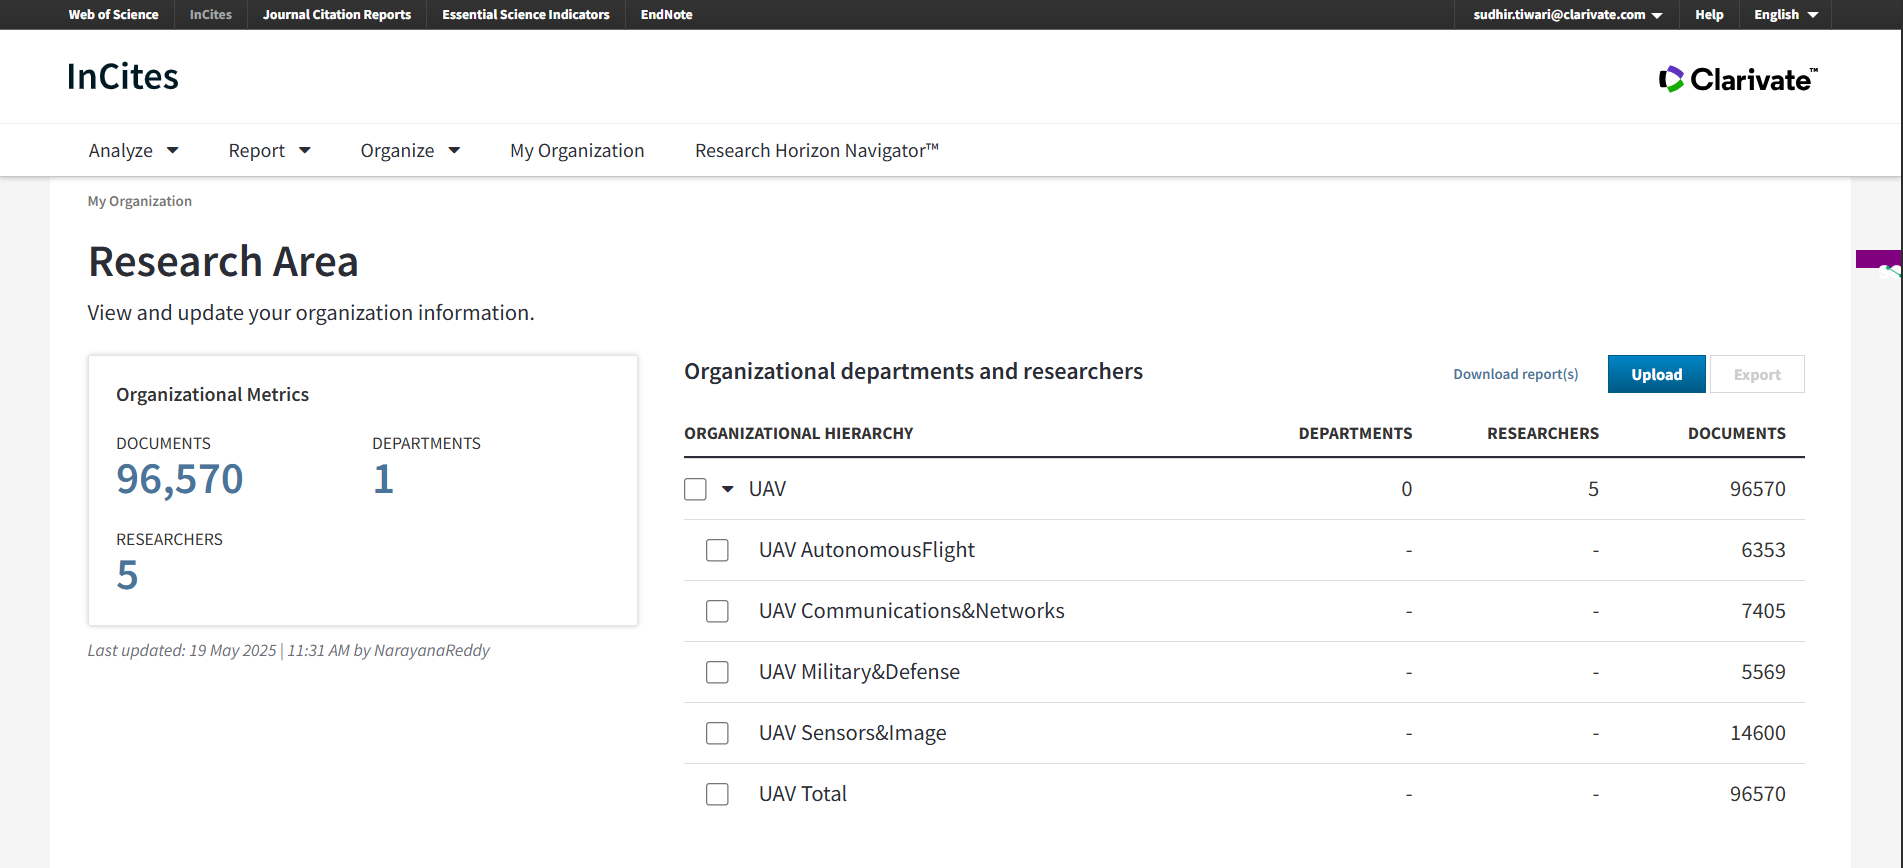 Web of Science InCites Journal Citation Reports Essential Science Indicators EndNote sudhir.tiwari@clarivate.com Help English
InCites Clarivate™
Analyze Report Organize My Organization Research Horizon Navigator™
My Organization
Research Area
View and update your organization information.
Organizational Metrics
DOCUMENTS DEPARTMENTS
96,570 1
RESEARCHERS
5
Last updated: 19 May 2025 | 11:31 AM by NarayanaReddy
Organizational departments and researchers Download report(s) Upload Export
ORGANIZATIONAL HIERARCHY DEPARTMENTS RESEARCHERS DOCUMENTS
UAV 0 5 96570
UAV AutonomousFlight - - 6353
UAV Communications&Networks - - 7405
UAV Military&Defense - - 5569
UAV Sensors&Image - - 14600
UAV Total - - 96570